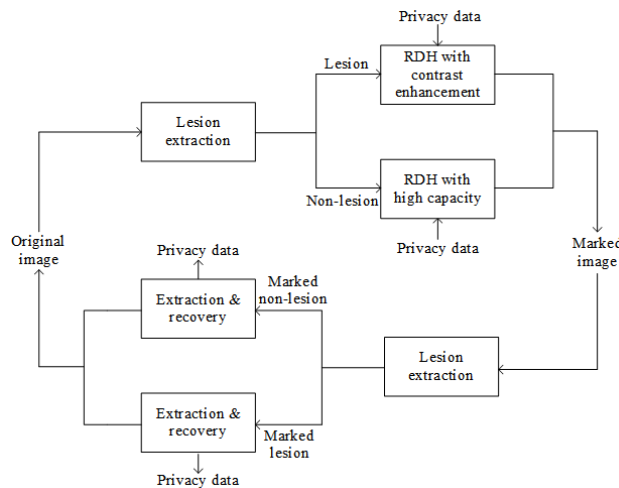 Privacy data
Lesion
RDH with
contrast
enhancement
Lesion
extraction
RDH with
high capacity
Non-lesion
Privacy data
Original
image
Marked
image
Privacy data
Marked
non-lesion
Extraction &
recovery
Lesion
extraction
Extraction &
recovery
Marked
lesion
Privacy data